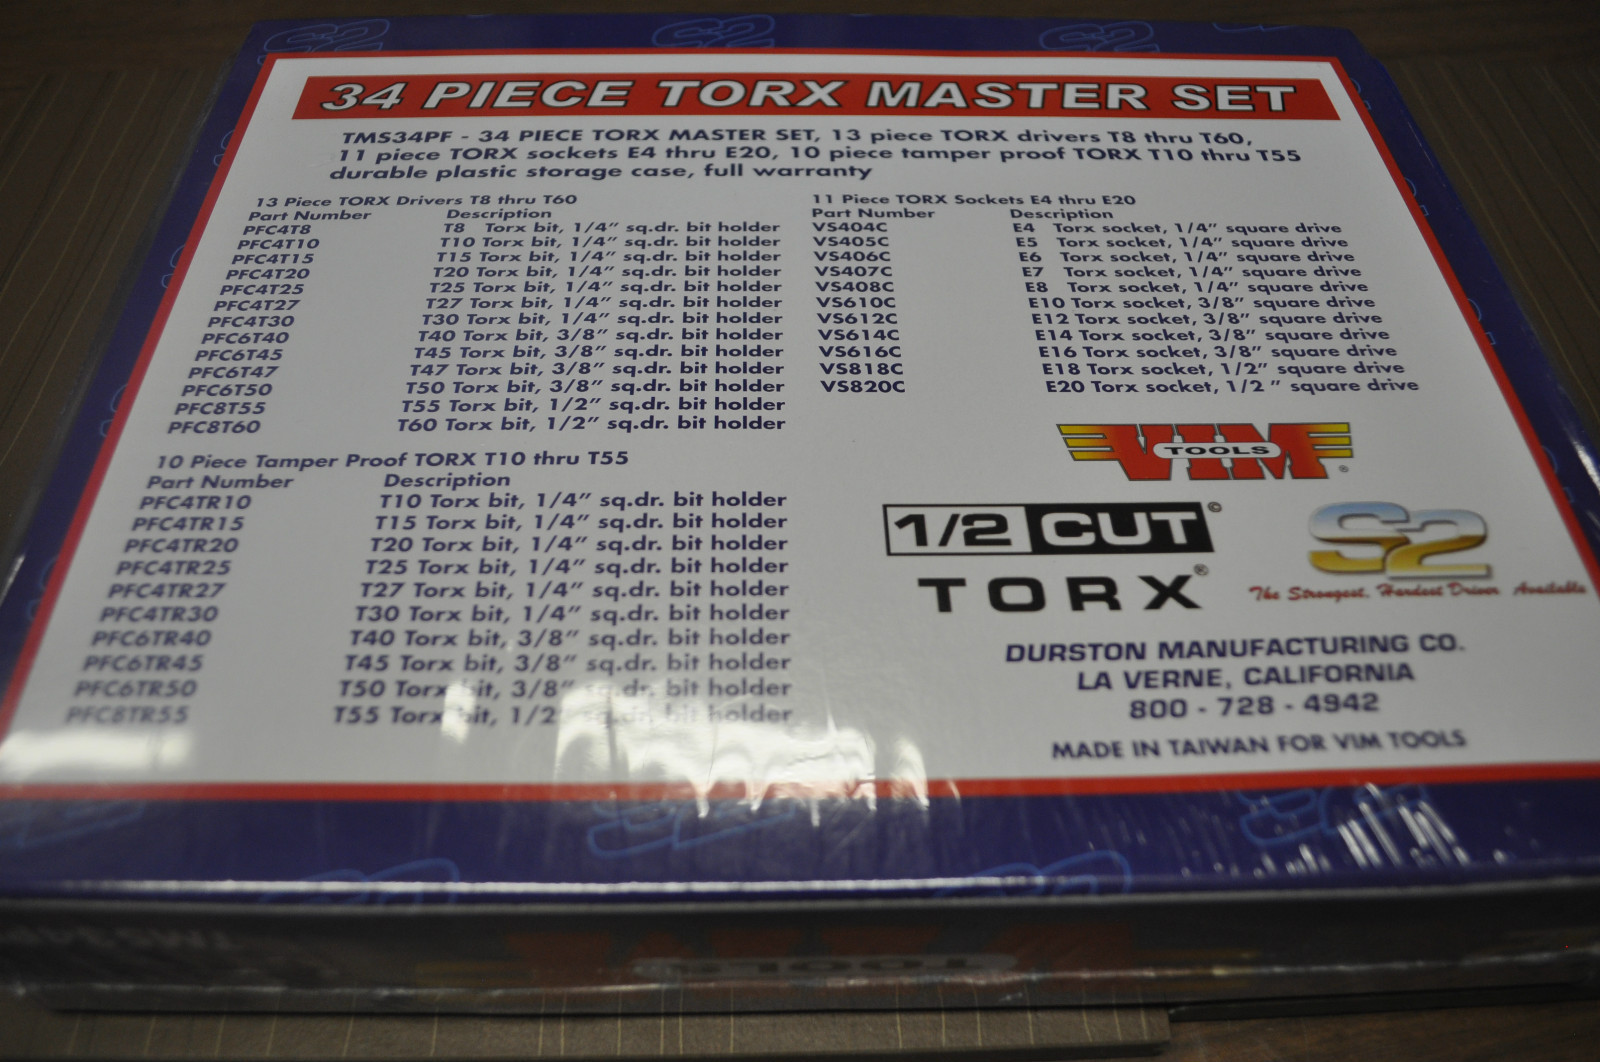 34 PIECE TORX MASTER SET
TMS34PF - 34 PIECE TORX MASTER SET, 13 piece TORX drivers T8 thru T60,
11 piece TORX sockets E4 thru E20, 10 piece tamper proof TORX T10 thru T55
durable plastic storage case, full warranty
13 Piece TORX Drivers T8 thru T60
Part Number Description
PFC4T8 T8 Torx bit, 1/4" sq.dr. bit holder
PFC4T10 T10 Torx bit, 1/4" sq.dr. bit holder
PFC4T15 T15 Torx bit, 1/4" sq.dr. bit holder
PFC4T20 T20 Torx bit, 1/4" sq.dr. bit holder
PFC4T25 T25 Torx bit, 1/4" sq.dr. bit holder
PFC4T27 T27 Torx bit, 1/4" sq.dr. bit holder
PFC4T30 T30 Torx bit, 1/4" sq.dr. bit holder
PFC6T40 T40 Torx bit, 3/8" sq.dr. bit holder
PFC6T45 T45 Torx bit, 3/8" sq.dr. bit holder
PFC6T47 T47 Torx bit, 3/8" sq.dr. bit holder
PFC6T50 T50 Torx bit, 3/8" sq.dr. bit holder
PFC8T55 T55 Torx bit, 1/2" sq.dr. bit holder
PFC8T60 T60 Torx bit, 1/2" sq.dr. bit holder
10 Piece Tamper Proof TORX T10 thru T55
Part Number Description
PFC4TR10 T10 Torx bit, 1/4" sq.dr. bit holder
PFC4TR15 T15 Torx bit, 1/4" sq.dr. bit holder
PFC4TR20 T20 Torx bit, 1/4" sq.dr. bit holder
PFC4TR25 T25 Torx bit, 1/4" sq.dr. bit holder
PFC4TR27 T27 Torx bit, 1/4" sq.dr. bit holder
PFC4TR30 T30 Torx bit, 1/4" sq.dr. bit holder
PFC6TR40 T40 Torx bit, 3/8" sq.dr. bit holder
PFC6TR45 T45 Torx bit, 3/8" sq.dr. bit holder
PFC6TR50 T50 Torx bit, 3/8" sq.dr. bit holder
PFC8TR55 T55 Torx bit, 1/2" sq.dr. bit holder
11 Piece TORX Sockets E4 thru E20
Part Number Description
VS404C E4 Torx socket, 1/4" square drive
VS405C E5 Torx socket, 1/4" square drive
VS406C E6 Torx socket, 1/4" square drive
VS407C E7 Torx socket, 1/4" square drive
VS408C E8 Torx socket, 1/4" square drive
VS610C E10 Torx socket, 3/8" square drive
VS612C E12 Torx socket, 3/8" square drive
VS614C E14 Torx socket, 3/8" square drive
VS616C E16 Torx socket, 3/8" square drive
VS818C E18 Torx socket, 1/2" square drive
VS820C E20 Torx socket, 1/2 " square drive
VIM TOOLS ®
1/2 CUT ©
TORX ®
S2
The Strongest, Hardest Driver Available
DURSTON MANUFACTURING CO.
LA VERNE, CALIFORNIA
800 - 728 - 4942
MADE IN TAIWAN FOR VIM TOOLS